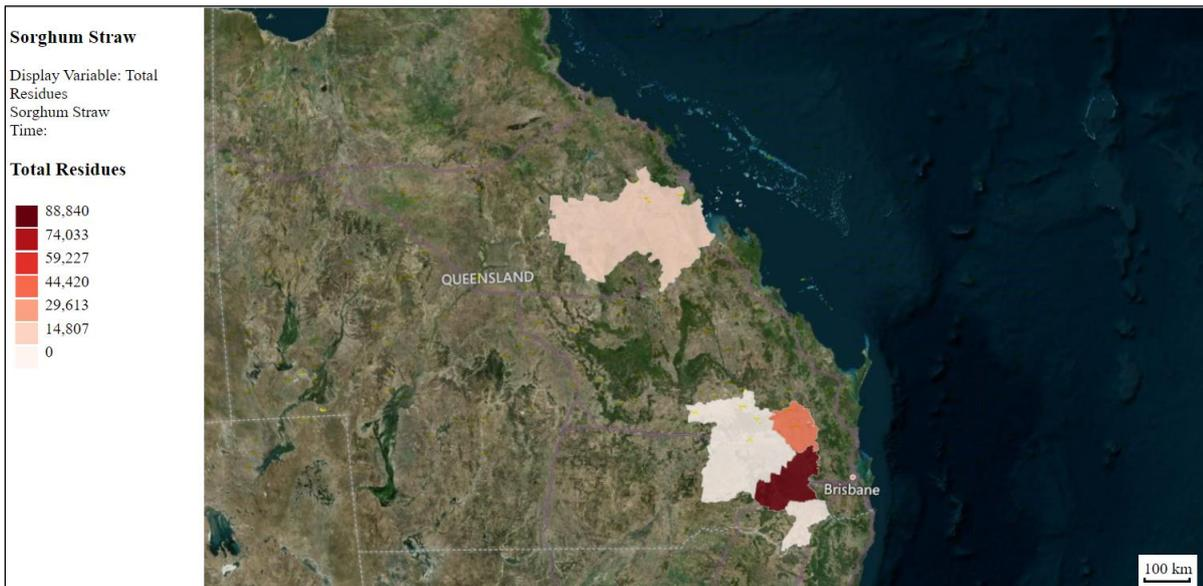 Sorghum Straw
Display Variable: Total
Residues
Sorghum Straw
Time:
Total Residues
88,840
74,033
59,227
44,420
29,613
14,807
0
QUEENSLAND
Brisbane
100 km